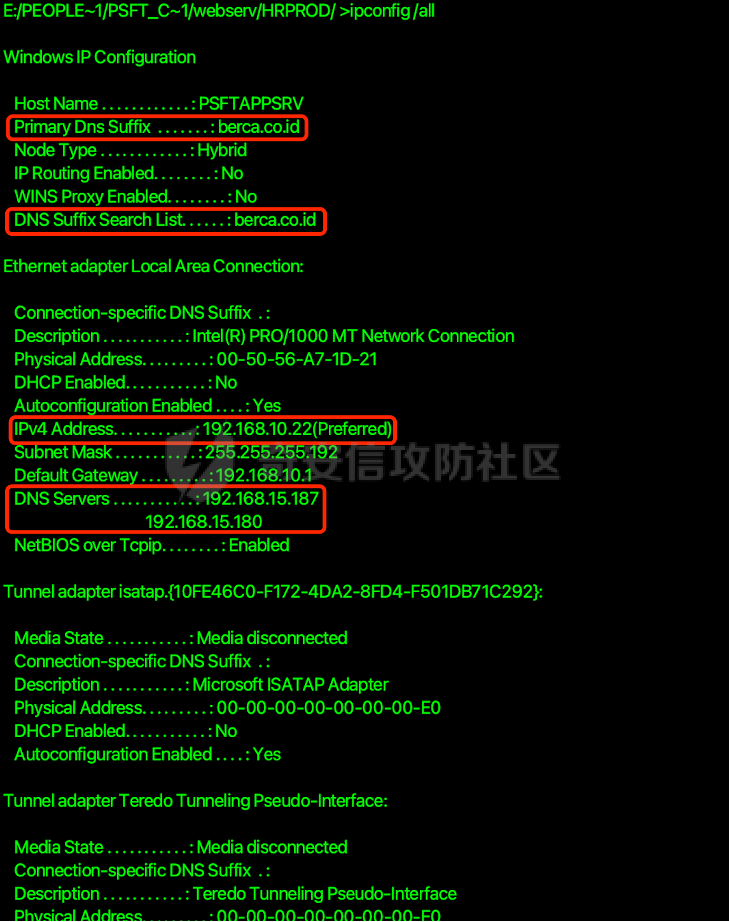 E:/PEOPLE~1/PSFT_C~1/webserv/HRPROD/ >ipconfig /all
Windows IP Configuration
Host Name . . . . . . . . . . . . : PSFTAPPSRV
Primary Dns Suffix . . . . . . . : berca.co.id
Node Type . . . . . . . . . . . . : Hybrid
IP Routing Enabled. . . . . . . . : No
WINS Proxy Enabled. . . . . . . . : No
DNS Suffix Search List. . . . . . : berca.co.id
Ethernet adapter Local Area Connection:
Connection-specific DNS Suffix . :
Description . . . . . . . . . . . : Intel(R) PRO/1000 MT Network Connection
Physical Address. . . . . . . . . : 00-50-56-A7-1D-21
DHCP Enabled. . . . . . . . . . . : No
Autoconfiguration Enabled . . . . : Yes
IPv4 Address. . . . . . . . . . . : 192.168.10.22(Preferred)
Subnet Mask . . . . . . . . . . . : 255.255.255.192
Default Gateway . . . . . . . . . : 192.168.10.1
奇安信攻防社区
DNS Servers . . . . . . . . . . . : 192.168.15.187
192.168.15.180
NetBIOS over Tcpip. . . . . . . . : Enabled
Tunnel adapter isatap.{10FE46C0-F172-4DA2-8FD4-F501DB71C292}:
Media State . . . . . . . . . . . : Media disconnected
Connection-specific DNS Suffix . :
Description . . . . . . . . . . . : Microsoft ISATAP Adapter
Physical Address. . . . . . . . . : 00-00-00-00-00-00-00-E0
DHCP Enabled. . . . . . . . . . . : No
Autoconfiguration Enabled . . . . : Yes
Tunnel adapter Teredo Tunneling Pseudo-Interface:
Media State . . . . . . . . . . . : Media disconnected
Connection-specific DNS Suffix . :
Description . . . . . . . . . . . : Teredo Tunneling Pseudo-Interface
Physical Address. . . . . . . . . : 00-00-00-00-00-00-00-E0